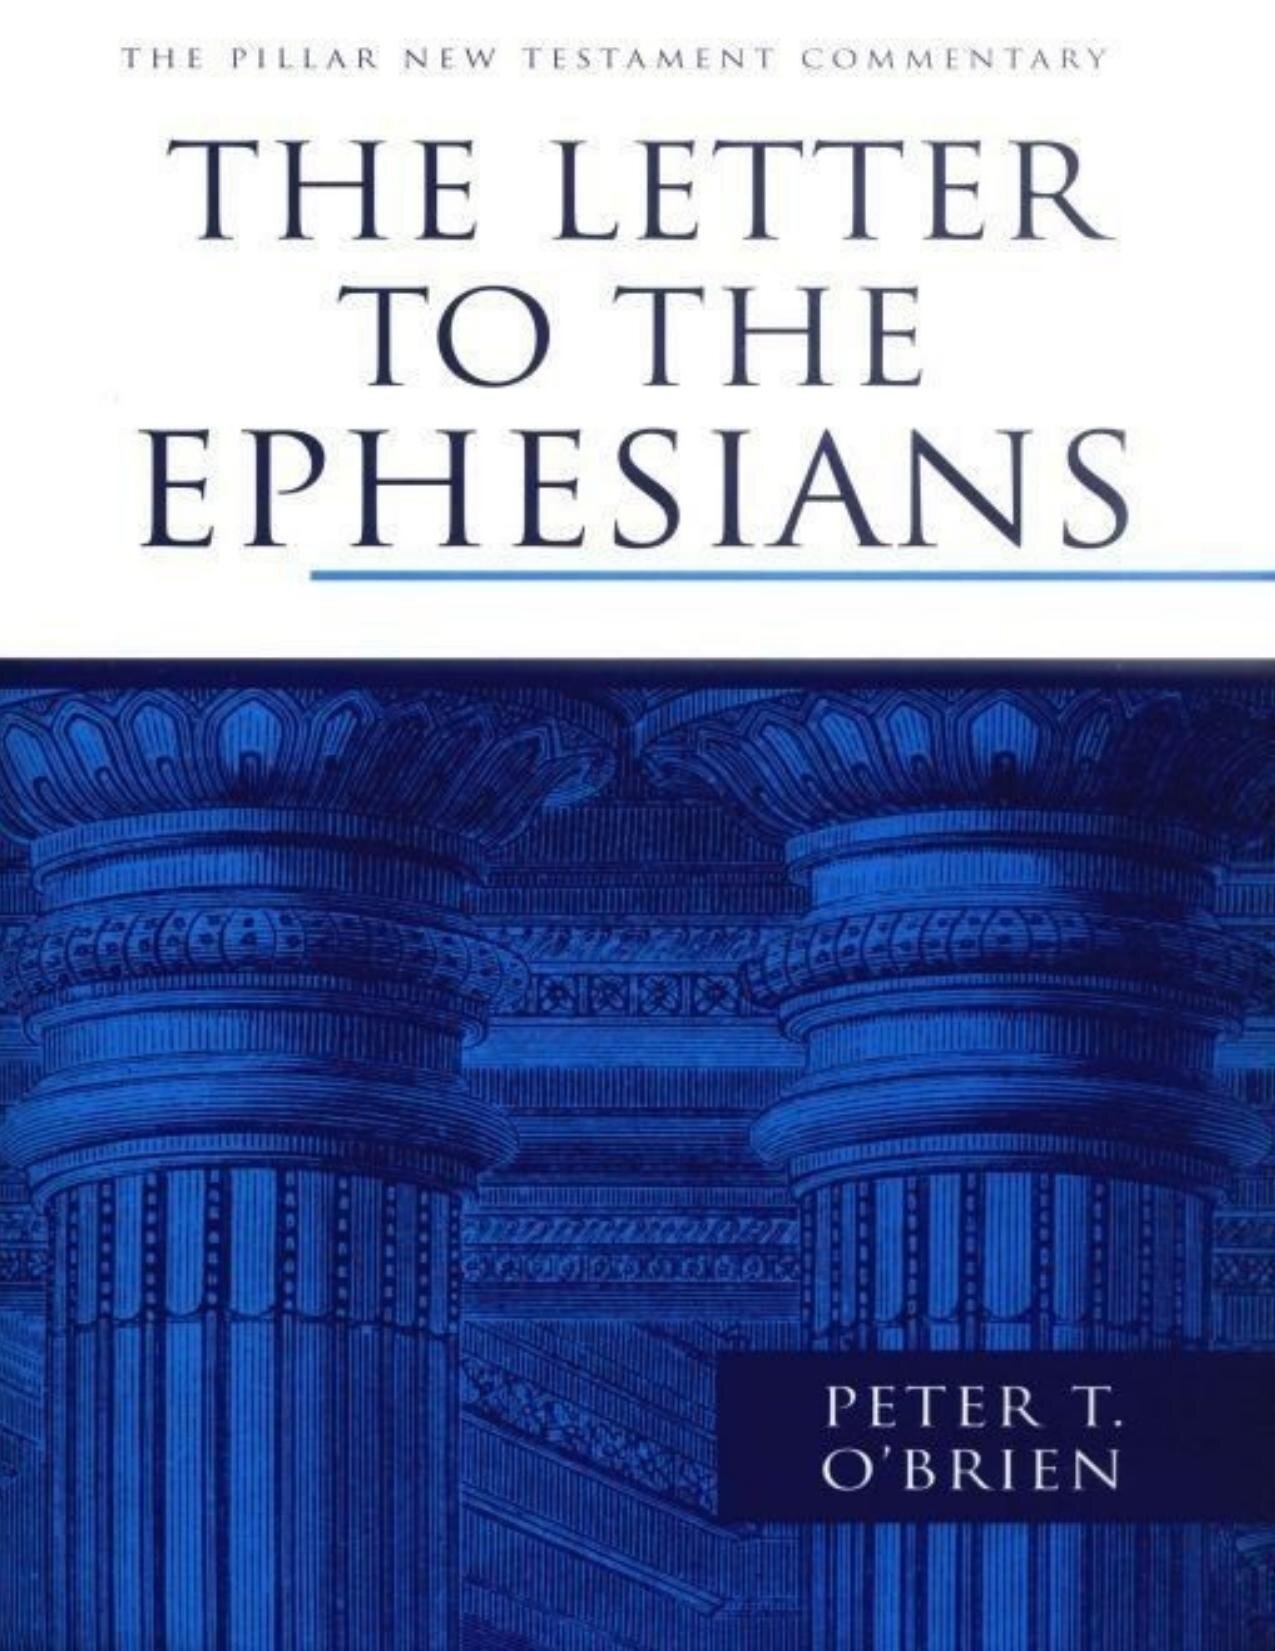 THE PILLAR NEW TESTAMENT COMMENTARY
THE LETTER
TO THE
EPHESIANS
PETER T.
O'BRIEN